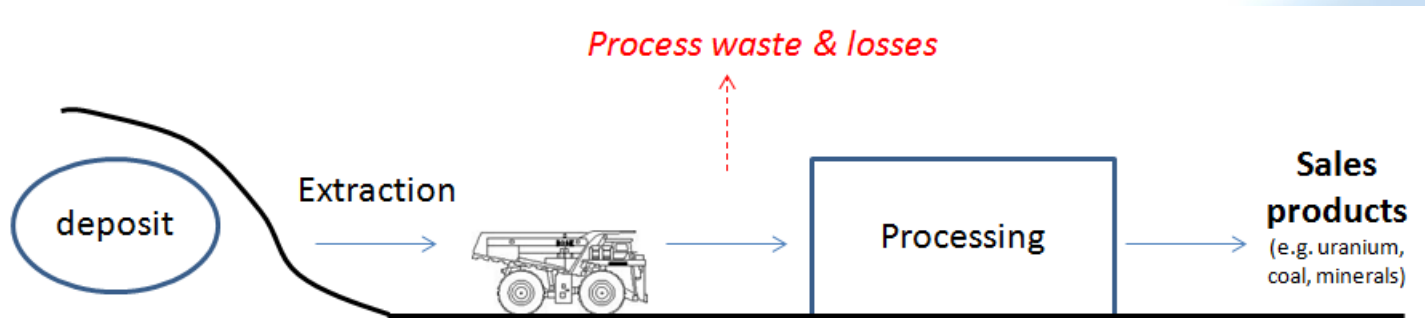 Process waste & losses
deposit
Extraction
Processing
Sales
products
(e.g. uranium,
coal, minerals)